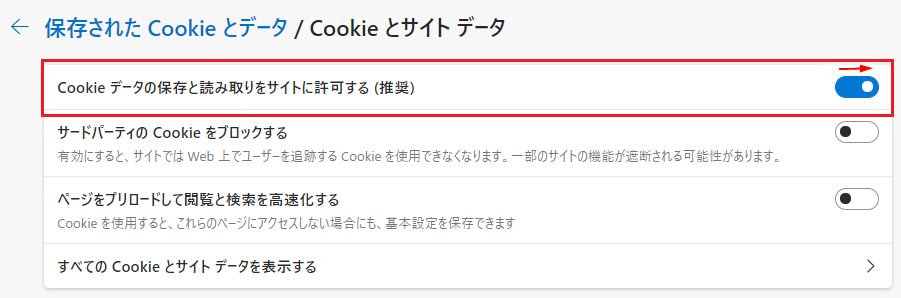 保存された Cookie とデータ / Cookie とサイト データ
Cookie データの保存と読み取りをサイトに許可する (推奨)
サードパーティの Cookie をブロックする
有効にすると、サイトでは Web 上でユーザーを追跡する Cookie を使用できなくなります。一部のサイトの機能が遮断される可能性があります。
ページをプリロードして閲覧と検索を高速化する
Cookie を使用すると、これらのページにアクセスしない場合にも、基本設定を保存できます
すべての Cookie とサイト データを表示する